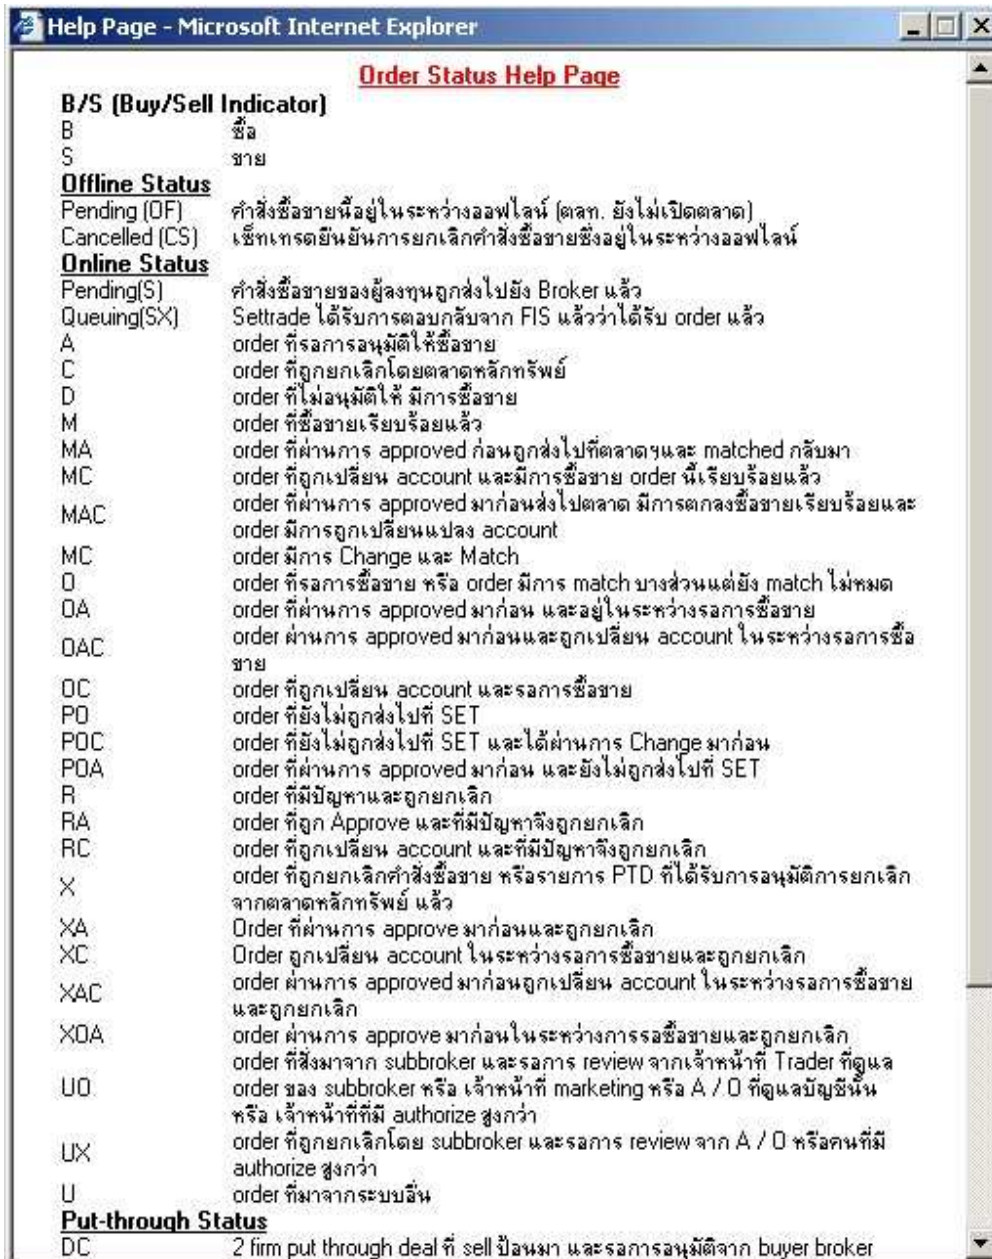 Help Page - Microsoft Internet Explorer
Order Status Help Page
B/S (Buy/Sell Indicator)
B ซื้อ
S ขาย
Offline Status
Pending (OF) คำสั่งซื้อขายนี้อยู่ในระหว่างออฟไลน์ (ตลท. ยังไม่เปิดตลาด)
Cancelled (CS) เซ็ทเทรดยืนยันการยกเลิกคำสั่งซื้อขายซึ่งอยู่ในระหว่างออฟไลน์
Online Status
Pending(S) คำสั่งซื้อขายของผู้ลงทุนถูกส่งไปยัง Broker แล้ว
Queuing(SX) Settrade ได้รับการตอบกลับจาก FIS แล้วว่าได้รับ order แล้ว
A order ที่รอการอนุมัติให้ซื้อขาย
C order ที่ถูกยกเลิกโดยตลาดหลักทรัพย์
D order ที่ไม่อนุมัติให้ มีการซื้อขาย
M order ที่ซื้อขายเรียบร้อยแล้ว
MA order ที่ผ่านการ approved ก่อนถูกส่งไปที่ตลาดฯและ matched กลับมา
MC order ที่ถูกเปลี่ยน account และมีการซื้อขาย order นี้เรียบร้อยแล้ว
MAC order ที่ผ่านการ approved มาก่อนส่งไปตลาด มีการตกลงซื้อขายเรียบร้อยและ
order มีการถูกเปลี่ยนแปลง account
MC order มีการ Change และ Match
O order ที่รอการซื้อขาย หรือ order มีการ match บางส่วนแต่ยัง match ไม่หมด
OA order ที่ผ่านการ approved มาก่อน และอยู่ในระหว่างรอการซื้อขาย
OAC order ผ่านการ approved มาก่อนและถูกเปลี่ยน account ในระหว่างรอการซื้อ
ขาย
OC order ที่ถูกเปลี่ยน account และรอการซื้อขาย
PO order ที่ยังไม่ถูกส่งไปที่ SET
POC order ที่ยังไม่ถูกส่งไปที่ SET และได้ผ่านการ Change มาก่อน
POA order ที่ผ่านการ approved มาก่อน และยังไม่ถูกส่งไปที่ SET
R order ที่มีปัญหาและถูกยกเลิก
RA order ที่ถูก Approve และที่มีปัญหาจึงถูกยกเลิก
RC order ที่ถูกเปลี่ยน account และที่มีปัญหาจึงถูกยกเลิก
X order ที่ถูกยกเลิกคำสั่งซื้อขาย หรือรายการ PTD ที่ได้รับการอนุมัติการยกเลิก
จากตลาดหลักทรัพย์ แล้ว
XA Order ที่ผ่านการ approve มาก่อนและถูกยกเลิก
XC Order ถูกเปลี่ยน account ในระหว่างรอการซื้อขายและถูกยกเลิก
XAC order ผ่านการ approved มาก่อนถูกเปลี่ยน account ในระหว่างรอการซื้อขาย
และถูกยกเลิก
XOA order ผ่านการ approve มาก่อนในระหว่างการรอซื้อขายและถูกยกเลิก
UO order ที่สั่งมาจาก subbroker และรอการ review จากเจ้าหน้าที่ Trader ที่ดูแล
order ของ subbroker หรือ เจ้าหน้าที่ marketing หรือ A / O ที่ดูแลบัญชีนั้น
หรือ เจ้าหน้าที่ที่มี authorize สูงกว่า
UX order ที่ถูกยกเลิกโดย subbroker และรอการ review จาก A / O หรือคนที่มี
authorize สูงกว่า
U order ที่มาจากระบบอื่น
Put-through Status
DC 2 firm put through deal ที่ sell ป้อนมา และรอการอนุมัติจาก buyer broker